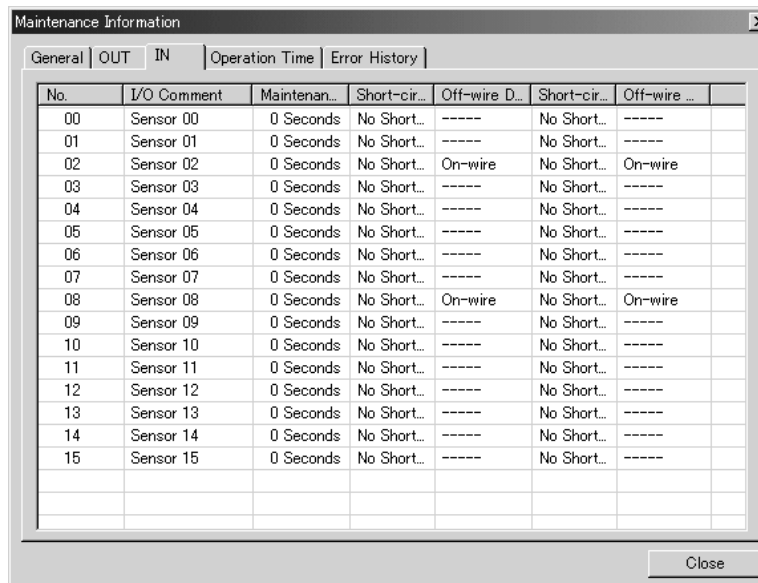 Maintenance Information
General OUT IN Operation Time Error History
No. I/O Comment Maintenan... Short-cir... Off-wire D... Short-cir... Off-wire ...
00 Sensor 00 0 Seconds No Short... ----- No Short... -----
01 Sensor 01 0 Seconds No Short... ----- No Short... -----
02 Sensor 02 0 Seconds No Short... On-wire No Short... On-wire
03 Sensor 03 0 Seconds No Short... ----- No Short... -----
04 Sensor 04 0 Seconds No Short... ----- No Short... -----
05 Sensor 05 0 Seconds No Short... ----- No Short... -----
06 Sensor 06 0 Seconds No Short... ----- No Short... -----
07 Sensor 07 0 Seconds No Short... ----- No Short... -----
08 Sensor 08 0 Seconds No Short... On-wire No Short... On-wire
09 Sensor 09 0 Seconds No Short... ----- No Short... -----
10 Sensor 10 0 Seconds No Short... ----- No Short... -----
11 Sensor 11 0 Seconds No Short... ----- No Short... -----
12 Sensor 12 0 Seconds No Short... ----- No Short... -----
13 Sensor 13 0 Seconds No Short... ----- No Short... -----
14 Sensor 14 0 Seconds No Short... ----- No Short... -----
15 Sensor 15 0 Seconds No Short... ----- No Short... -----
Close